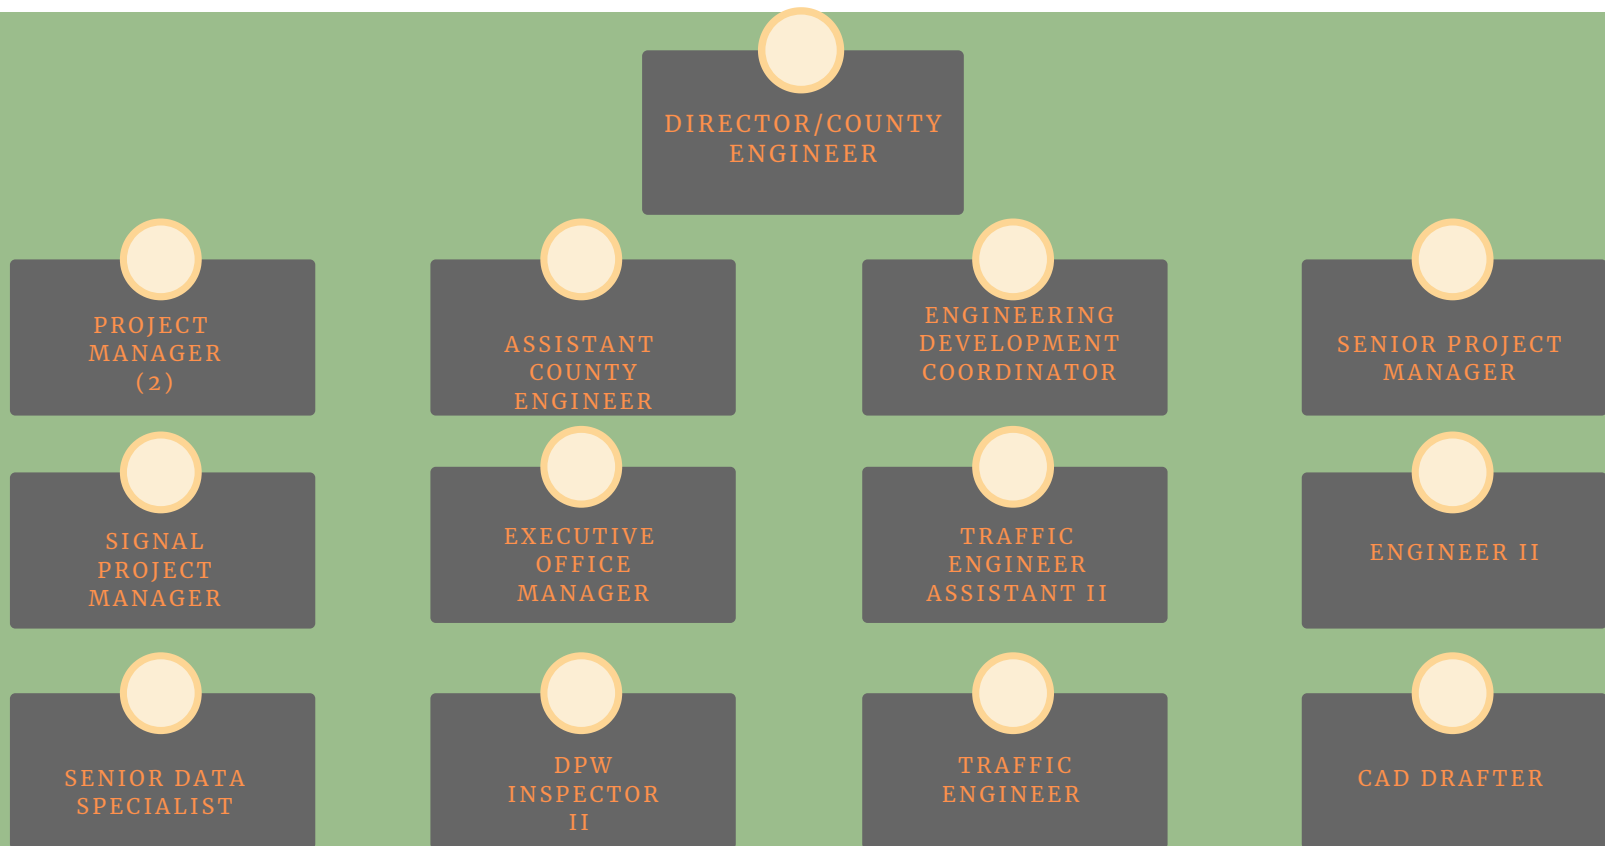 DIRECTOR/COUNTY
ENGINEER
PROJECT
MANAGER
(2)
ASSISTANT
COUNTY
ENGINEER
ENGINEERING
DEVELOPMENT
COORDINATOR
SENIOR PROJECT
MANAGER
SIGNAL
PROJECT
MANAGER
EXECUTIVE
OFFICE
MANAGER
TRAFFIC
ENGINEER
ASSISTANT II
ENGINEER II
SENIOR DATA
SPECIALIST
DPW
INSPECTOR
II
TRAFFIC
ENGINEER
CAD DRAFTER